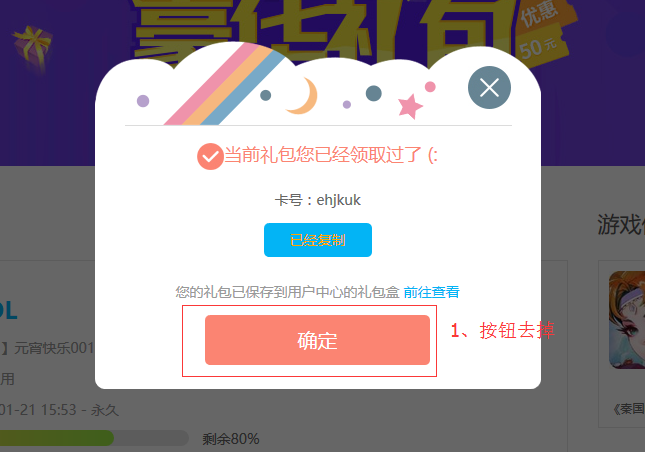 豪华礼包
优惠
50元
当前礼包您已经领取过了 (:
卡号：ehjkuk
已经复制
您的礼包已保存到用户中心的礼包盒 前往查看
确定
1、按钮去掉
游戏
OL
】元宵快乐001
用
01-21 15:53 - 永久
剩余80%
《秦国